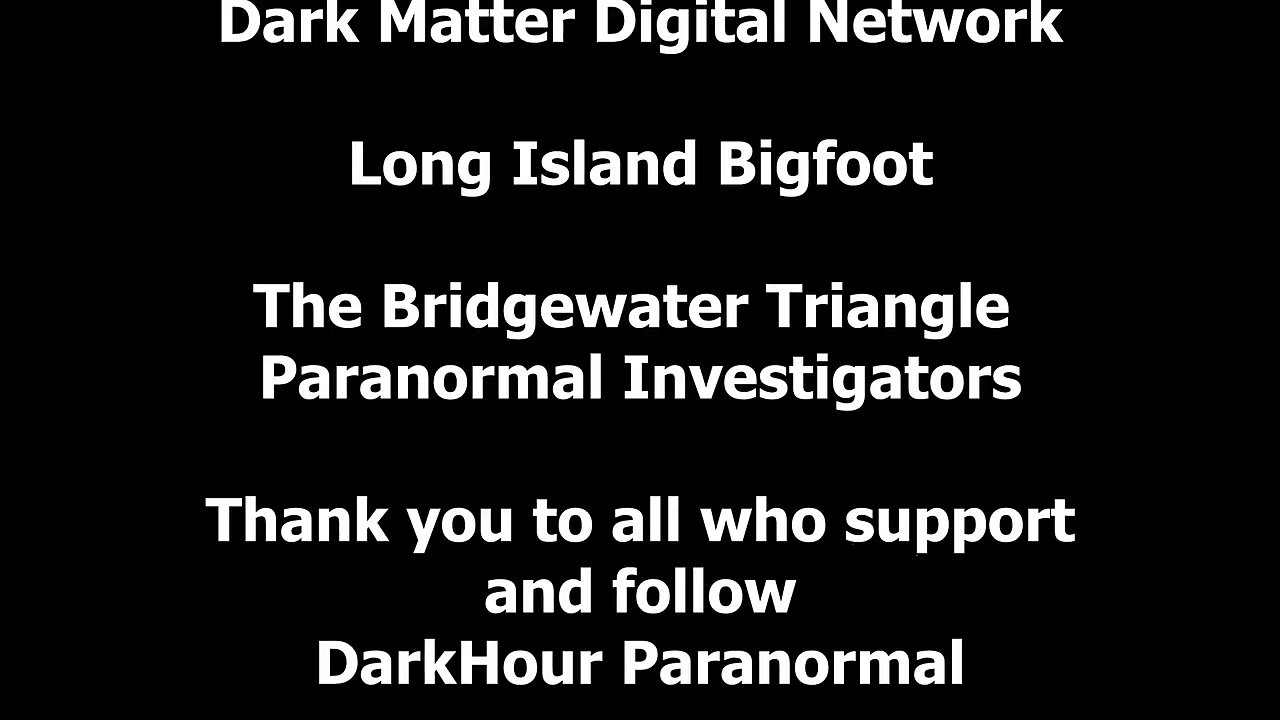 Dark Matter Digital Network
Long Island Bigfoot
The Bridgewater Triangle
Paranormal Investigators
Thank you to all who support
and follow
DarkHour Paranormal